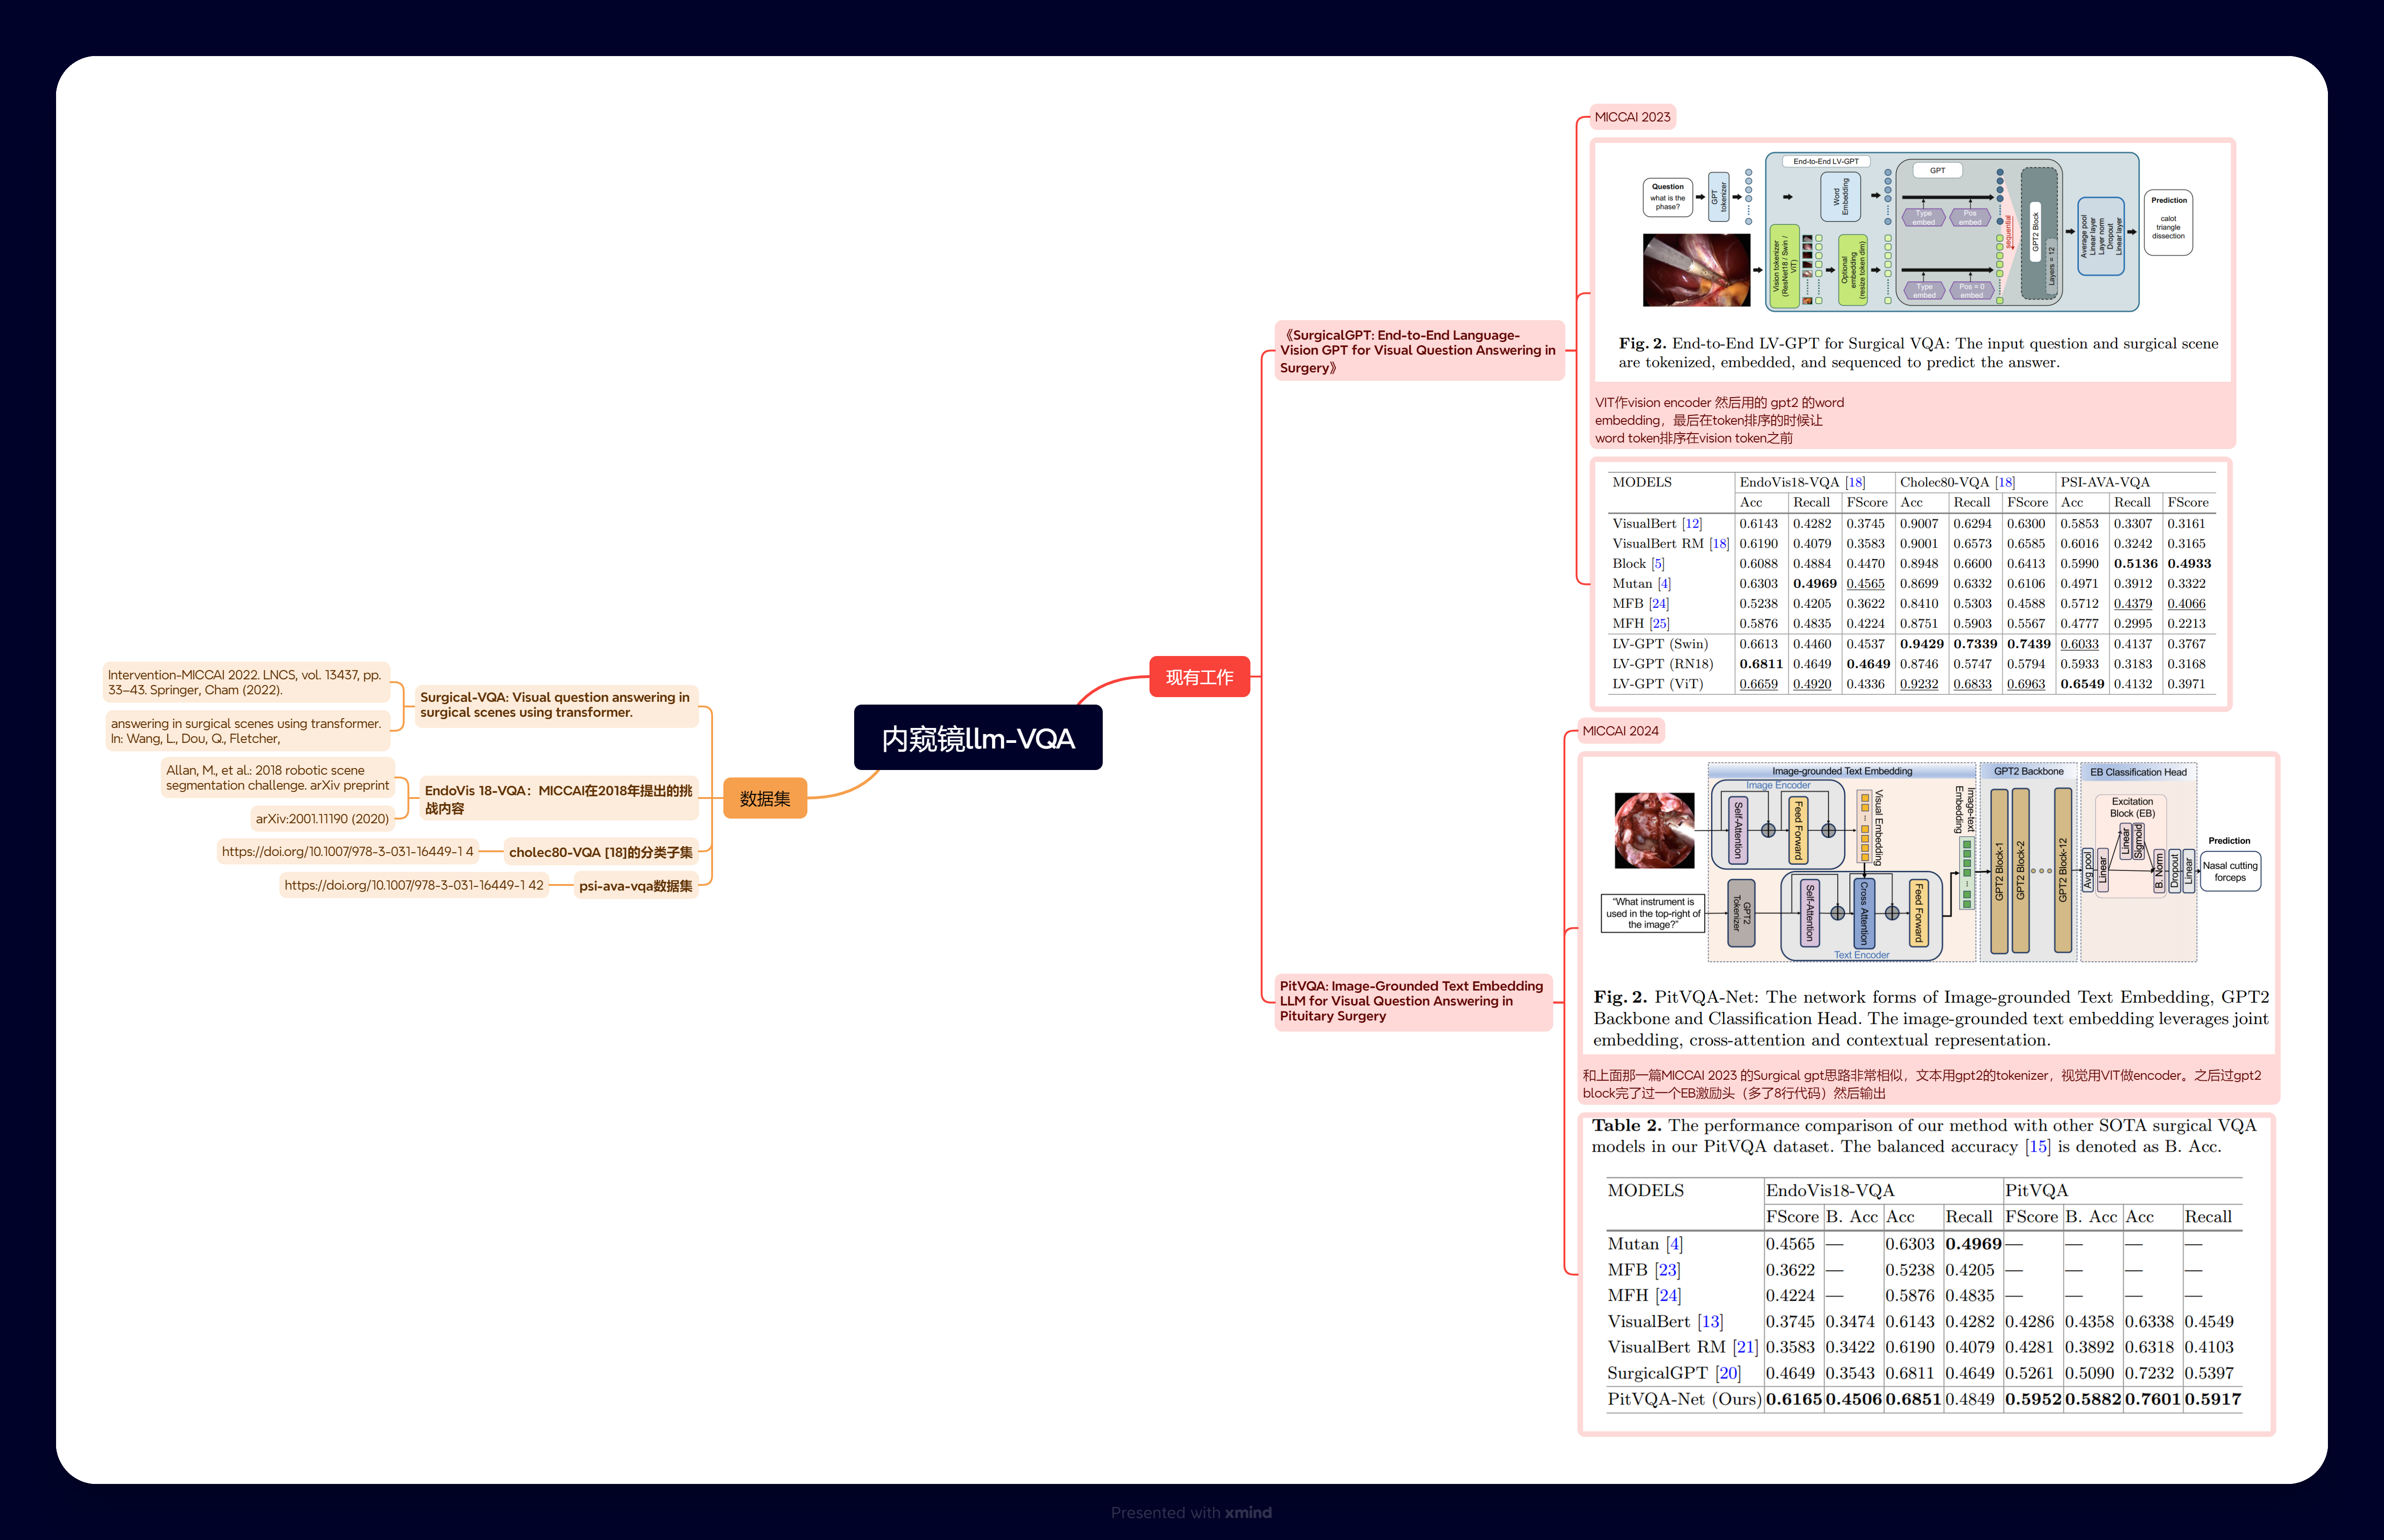 内窥镜llm-VQA
现有工作
《SurgicalGPT: End-to-End Language-
Vision GPT for Visual Question Answering in
Surgery》
MICCAI 2023
End-to-End LV-GPT
Question
what is the
phase?
GPT
tokenizer
Word
Embedding
GPT
Type
embed
Pos
embed
sequential
Vision tokenizer
(ResNet18 / Swin /
ViT)
Optional
embedding
(resize token dim)
Type
embed
Pos = 0
embed
GPT2 Block
Layers = 12
Average pool
Linear layer
Layer norm
Dropout
Linear layer
Prediction
calot
triangle
dissection
Fig. 2. End-to-End LV-GPT for Surgical VQA: The input question and surgical scene
are tokenized, embedded, and sequenced to predict the answer.
VIT作vision encoder 然后用的 gpt2 的word
embedding，最后在token排序的时候让
word token排序在vision token之前
MODELS EndoVis18-VQA [18] Cholec80-VQA [18] PSI-AVA-VQA
Acc Recall FScore Acc Recall FScore Acc Recall FScore
VisualBert [12] 0.6143 0.4282 0.3745 0.9007 0.6294 0.6300 0.5853 0.3307 0.3161
VisualBert RM [18] 0.6190 0.4079 0.3583 0.9001 0.6573 0.6585 0.6016 0.3242 0.3165
Block [5] 0.6088 0.4884 0.4470 0.8948 0.6600 0.6413 0.5990 0.5136 0.4933
Mutan [4] 0.6303 0.4969 0.4565 0.8699 0.6332 0.6106 0.4971 0.3912 0.3322
MFB [24] 0.5238 0.4205 0.3622 0.8410 0.5303 0.4588 0.5712 0.4379 0.4066
MFH [25] 0.5876 0.4835 0.4224 0.8751 0.5903 0.5567 0.4777 0.2995 0.2213
LV-GPT (Swin) 0.6613 0.4460 0.4537 0.9429 0.7339 0.7439 0.6033 0.4137 0.3767
LV-GPT (RN18) 0.6811 0.4649 0.4649 0.8746 0.5747 0.5794 0.5933 0.3183 0.3168
LV-GPT (ViT) 0.6659 0.4920 0.4336 0.9232 0.6833 0.6963 0.6549 0.4132 0.3971
PitVQA: Image-Grounded Text Embedding
LLM for Visual Question Answering in
Pituitary Surgery
MICCAI 2024
Image-grounded Text Embedding
GPT2 Backbone
EB Classification Head
Image Encoder
Self-Attention
Feed Forward
Visual Embedding
Image-text
Embedding
"What instrument is
used in the top-right of
the image?"
GPT2
Tokenizer
Self-Attention
Cross Attention
Feed Forward
Text Encoder
GPT2 Block-1
GPT2 Block-2
GPT2 Block-12
Excitation
Block (EB)
Linear
Sigmoid
Avg pool
Linear
B. Norm
Dropout
Linear
Prediction
Nasal cutting
forceps
Fig. 2. PitVQA-Net: The network forms of Image-grounded Text Embedding, GPT2
Backbone and Classification Head. The image-grounded text embedding leverages joint
embedding, cross-attention and contextual representation.
和上面那一篇MICCAI 2023 的Surgical gpt思路非常相似，文本用gpt2的tokenizer，视觉用VIT做encoder。之后过gpt2
block完了过一个EB激励头（多了8行代码）然后输出
Table 2. The performance comparison of our method with other SOTA surgical VQA
models in our PitVQA dataset. The balanced accuracy [15] is denoted as B. Acc.
MODELS EndoVis18-VQA PitVQA
FScore B. Acc Acc Recall FScore B. Acc Acc Recall
Mutan [4] 0.4565 — 0.6303 0.4969 — — — —
MFB [23] 0.3622 — 0.5238 0.4205 — — — —
MFH [24] 0.4224 — 0.5876 0.4835 — — — —
VisualBert [13] 0.3745 0.3474 0.6143 0.4282 0.4286 0.4358 0.6338 0.4549
VisualBert RM [21] 0.3583 0.3422 0.6190 0.4079 0.4281 0.3892 0.6318 0.4103
SurgicalGPT [20] 0.4649 0.3543 0.6811 0.4649 0.5261 0.5090 0.7232 0.5397
PitVQA-Net (Ours) 0.6165 0.4506 0.6851 0.4849 0.5952 0.5882 0.7601 0.5917
数据集
Surgical-VQA: Visual question answering in
surgical scenes using transformer.
Intervention-MICCAI 2022. LNCS, vol. 13437, pp.
33–43. Springer, Cham (2022).
answering in surgical scenes using transformer.
In: Wang, L., Dou, Q., Fletcher,
EndoVis 18-VQA：MICCAI在2018年提出的挑
战内容
Allan, M., et al.: 2018 robotic scene
segmentation challenge. arXiv preprint
arXiv:2001.11190 (2020)
cholec80-VQA [18]的分类子集
https://doi.org/10.1007/978-3-031-16449-1 4
psi-ava-vqa数据集
https://doi.org/10.1007/978-3-031-16449-1 42
Presented with xmind